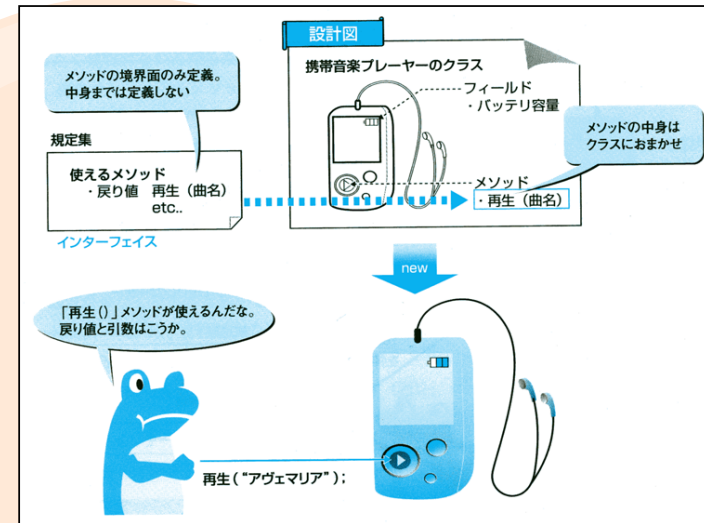 設計図
携帯音楽プレーヤーのクラス
フィールド
・バッテリ容量
メソッドの境界面のみ定義。
中身までは定義しない
メソッドの中身は
クラスにおまかせ
規定集
使えるメソッド
・戻り値 再生（曲名）
etc..
インターフェイス
メソッド
・再生（曲名）
new
「再生()」メソッドが使えるんだな。
戻り値と引数はこうか。
再生(“アヴェマリア”);